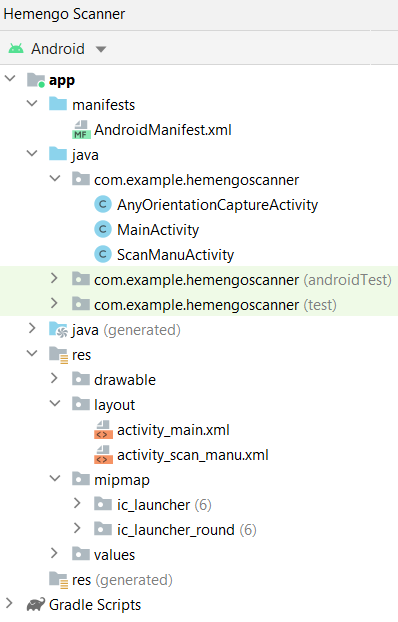 Hemengo Scanner
Android
app
manifests
AndroidManifest.xml
java
com.example.hemengoscanner
AnyOrientationCaptureActivity
MainActivity
ScanManuActivity
com.example.hemengoscanner (androidTest)
com.example.hemengoscanner (test)
java (generated)
res
drawable
layout
activity_main.xml
activity_scan_manu.xml
mipmap
ic_launcher (6)
ic_launcher_round (6)
values
res (generated)
Gradle Scripts